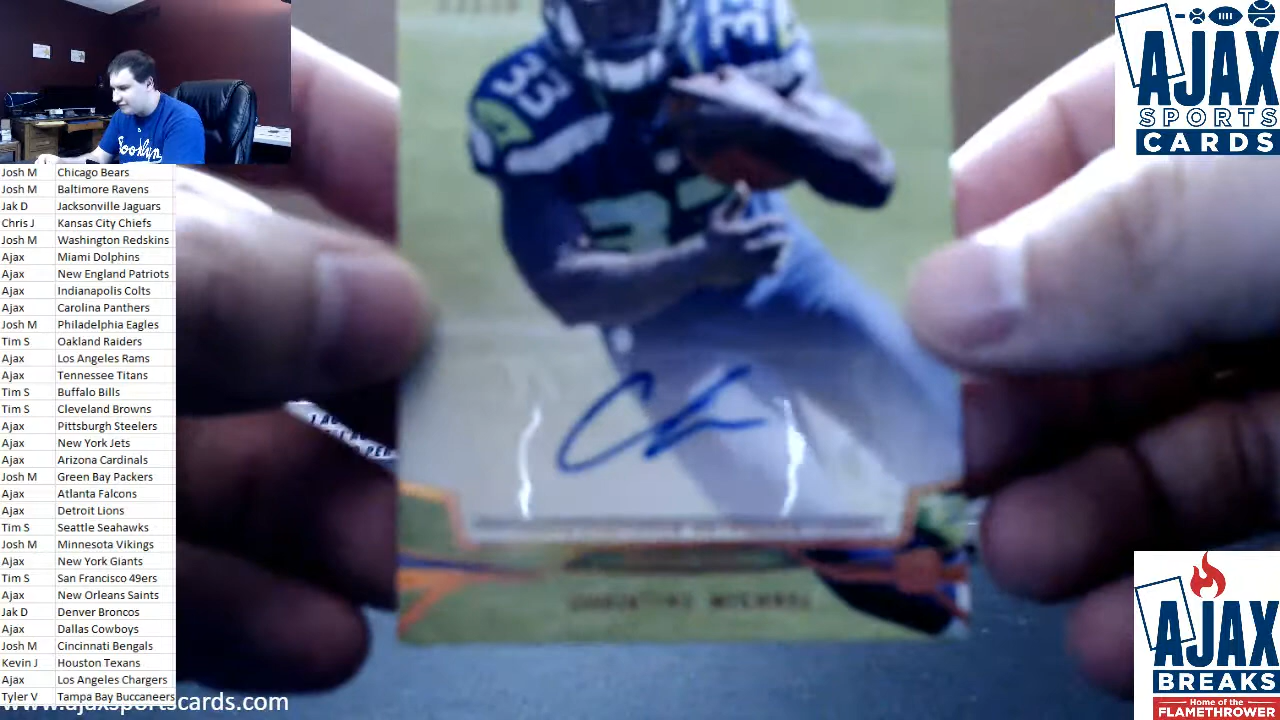 AJAX
SPORTS
CARDS
Brooklyn
33
33
33
Josh M Chicago Bears
Josh M Baltimore Ravens
Jak D Jacksonville Jaguars
Chris J Kansas City Chiefs
Josh M Washington Redskins
Ajax Miami Dolphins
Ajax New England Patriots
Ajax Indianapolis Colts
Ajax Carolina Panthers
Josh M Philadelphia Eagles
Tim S Oakland Raiders
Ajax Los Angeles Rams
Ajax Tennessee Titans
Tim S Buffalo Bills
Tim S Cleveland Browns
Ajax Pittsburgh Steelers
Ajax New York Jets
Ajax Arizona Cardinals
Josh M Green Bay Packers
Ajax Atlanta Falcons
Ajax Detroit Lions
Tim S Seattle Seahawks
Josh M Minnesota Vikings
Ajax New York Giants
Tim S San Francisco 49ers
Ajax New Orleans Saints
Jak D Denver Broncos
Ajax Dallas Cowboys
Josh M Cincinnati Bengals
Kevin J Houston Texans
Ajax Los Angeles Chargers
Tyler V Tampa Bay Buccaneers
www.ajaxsportscards.com
CHRISTINE MICHAEL
AJAX
BREAKS
Home of the
FLAMETHROWER